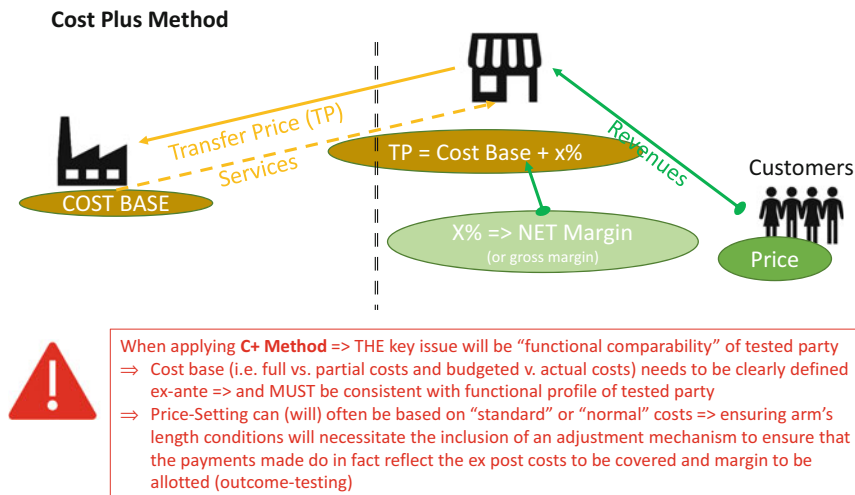 Cost Plus Method
Transfer Price (TP)
Services
COST BASE
TP = Cost Base + x%
Revenues
X% => NET Margin
(or gross margin)
Customers
Price
When applying C+ Method => THE key issue will be “functional comparability” of tested party
⇒ Cost base (i.e. full vs. partial costs and budgeted v. actual costs) needs to be clearly defined
ex-ante => and MUST be consistent with functional profile of tested party
⇒ Price-Setting can (will) often be based on “standard” or “normal” costs => ensuring arm’s
length conditions will necessitate the inclusion of an adjustment mechanism to ensure that
the payments made do in fact reflect the ex post costs to be covered and margin to be
allotted (outcome-testing)